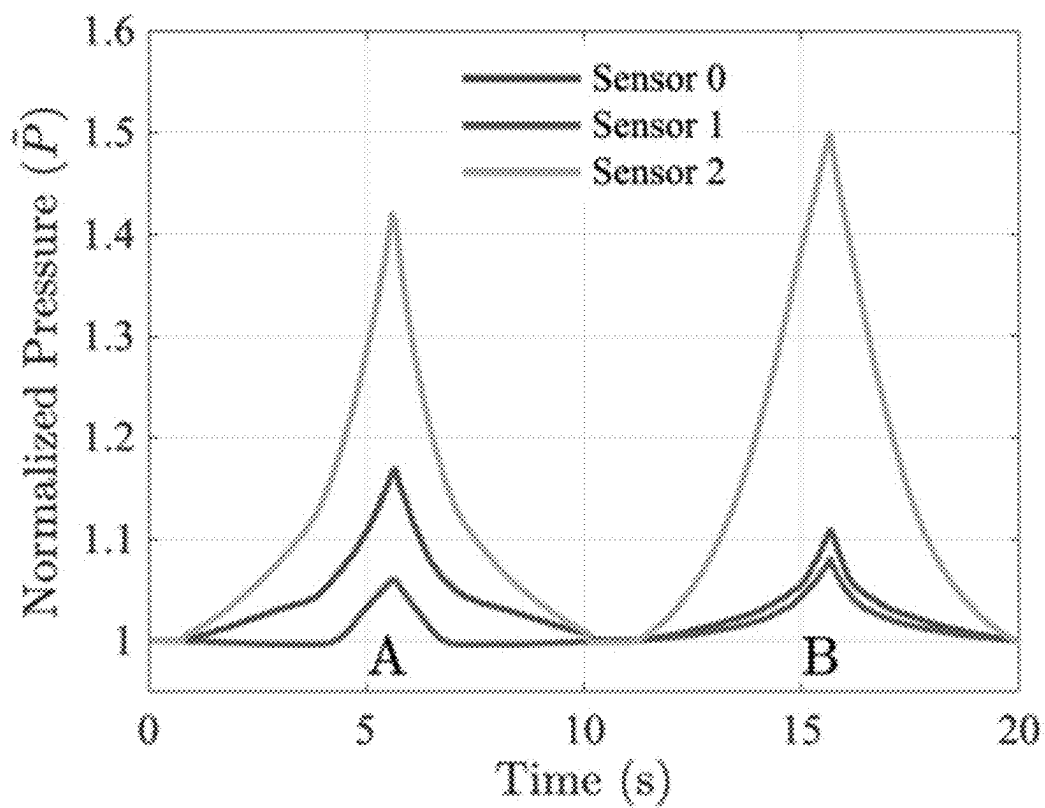 1.6
1.5
1.4
1.3
1.2
1.1
1
Normalized Pressure (P̄)
Sensor 0
Sensor 1
Sensor 2
A
B
0
5
10
15
20
Time (s)